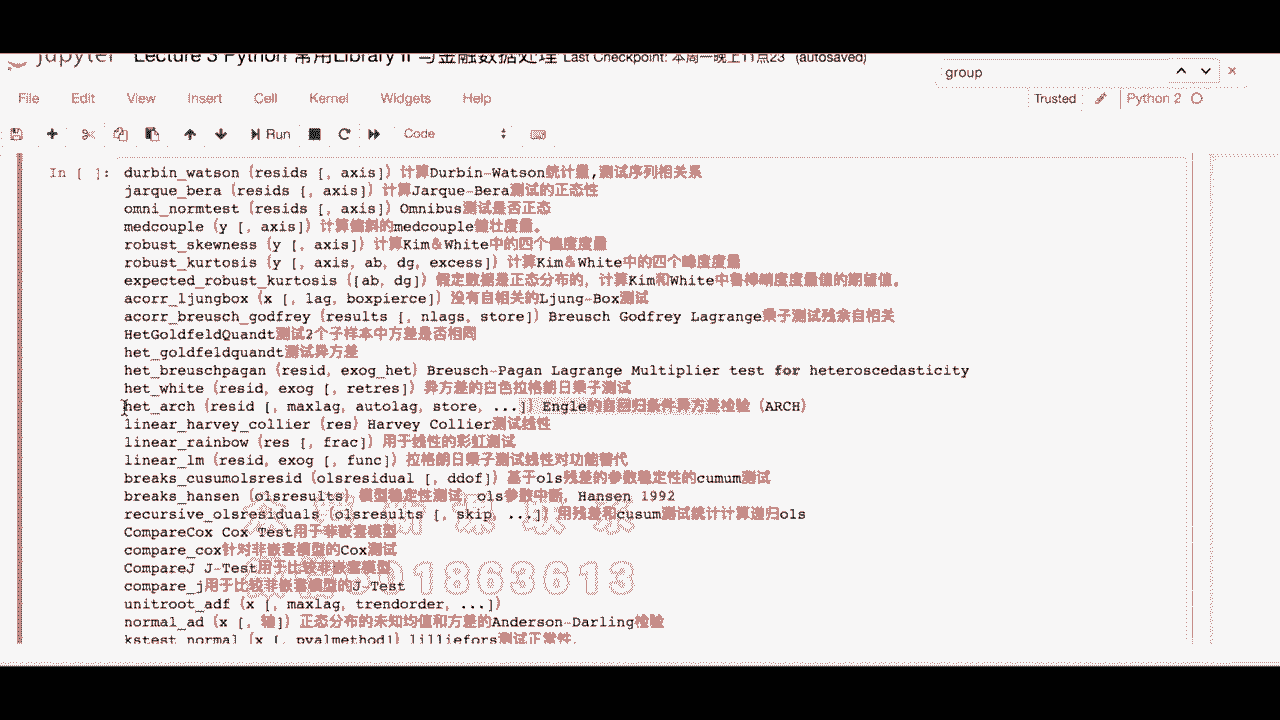 Jupyter Lecture 3 Python 常用Library II 与金融数据处理 Last Checkpoint: 本周一晚上11点23 (autosaved)
group
File Edit View Insert Cell Kernel Widgets Help
Trusted Python 2
Run Code
In [ ]: durbin_watson (resids [, axis]) 计算Durbin-Watson统计量,测试序列相关系
jarque_bera (resids [, axis]) 计算Jarque-Bera测试的正态性
omni_normtest (resids [, axis]) Omnibus测试是否正态
medcouple (y [, axis]) 计算偏斜的medcouple健壮度量。
robust_skewness (y [, axis]) 计算Kim＆White中的四个偏度度量
robust_kurtosis (y [, axis, ab, dg, excess]) 计算Kim＆White中的四个峰度度量
expected_robust_kurtosis ([ab, dg]) 假定数据是正态分布的，计算Kim和White中鲁棒峭度度量值的期望值。
acorr_ljungbox (x [, lag, boxpierce]) 没有自相关的Ljung-Box测试
acorr_breusch_godfrey (results [, nlags, store]) Breusch Godfrey Lagrange乘子测试残余自相关
HetGoldfeldQuandt测试2个子样本中方差是否相同
het_goldfeldquandt测试异方差
het_breuschpagan (resid, exog_het) Breusch-Pagan Lagrange Multiplier test for heteroscedasticity
het_white (resid, exog [, retres]) 异方差的白色拉格朗日乘子测试
het_arch (resid [, maxlag, autolag, store, ...]) Engle的自回归条件异方差检验（ARCH）
linear_harvey_collier (res) Harvey Collier测试线性
linear_rainbow (res [, frac]) 用于线性的彩虹测试
linear_lm (resid, exog [, func]) 拉格朗日乘子测试线性对功能替代
breaks_cusumolsresid (olsresidual [, ddof]) 基于ols残差的参数稳定性的cumum测试
breaks_hansen (olsresults) 模型稳定性测试，ols参数中断，Hansen 1992
recursive_olsresiduals (olsresults [, skip, ...]) 用残差和cusum测试统计计算递归ols
CompareCox Cox Test用于非嵌套模型
compare_cox针对非嵌套模型的Cox测试
CompareJ J-Test用于比较非嵌套模型
compare_j用于比较非嵌套模型的J-Test
901863613
unitroot_adf (x [, maxlag, trendorder, ...])
normal_ad (x [, 轴]) 正态分布的未知均值和方差的Anderson-Darling检验
kstest_normal (x [, pvalmethod]) lilliefors测试正常性，